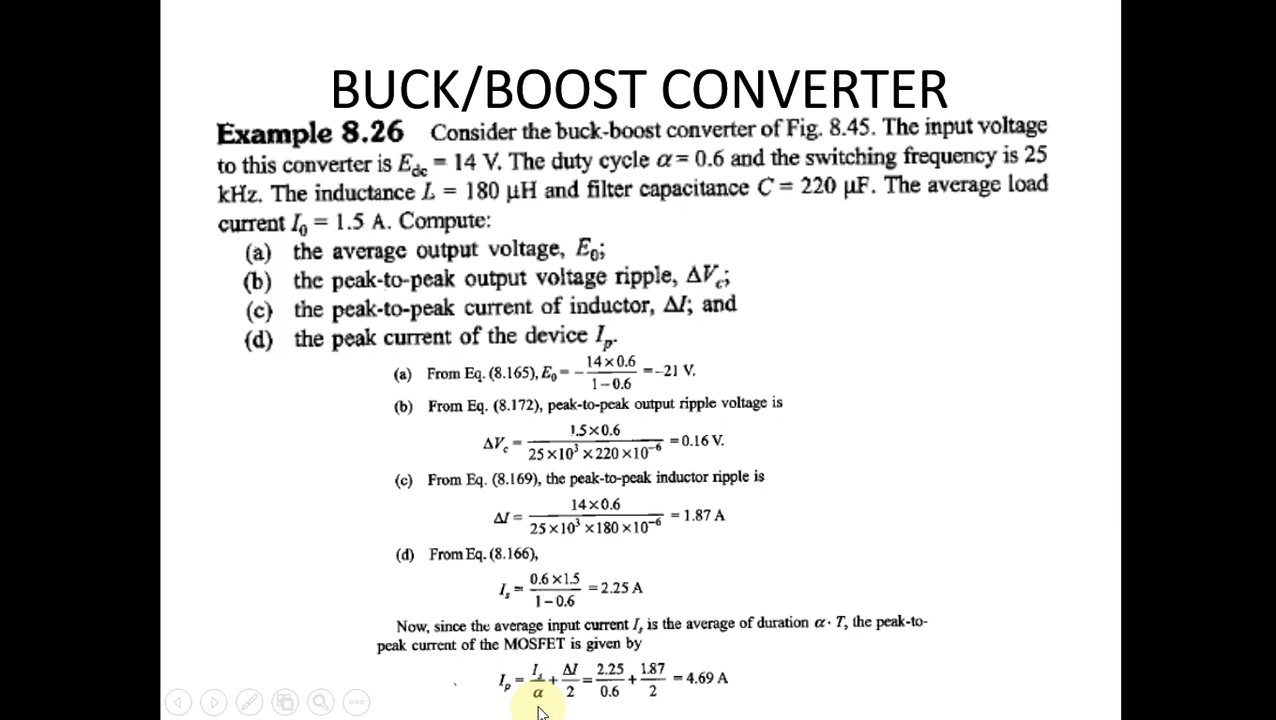 BUCK/BOOST CONVERTER
Example 8.26 Consider the buck-boost converter of Fig. 8.45. The input voltage
to this converter is E_dc = 14 V. The duty cycle α = 0.6 and the switching frequency is 25
kHz. The inductance L = 180 μH and filter capacitance C = 220 μF. The average load
current I_0 = 1.5 A. Compute:
(a) the average output voltage, E_0;
(b) the peak-to-peak output voltage ripple, ΔV_c;
(c) the peak-to-peak current of inductor, ΔI; and
(d) the peak current of the device I_p.
(a) From Eq. (8.165), E_0 = - (14 × 0.6)/(1 - 0.6) = -21 V.
(b) From Eq. (8.172), peak-to-peak output ripple voltage is
ΔV_c = (1.5 × 0.6)/(25 × 10³ × 220 × 10⁻⁶) = 0.16 V.
(c) From Eq. (8.169), the peak-to-peak inductor ripple is
ΔI = (14 × 0.6)/(25 × 10³ × 180 × 10⁻⁶) = 1.87 A
(d) From Eq. (8.166),
I_s = (0.6 × 1.5)/(1 - 0.6) = 2.25 A
Now, since the average input current I_s is the average of duration α · T, the peak-to-
peak current of the MOSFET is given by
I_p = I_s/α + ΔI/2 = 2.25/0.6 + 1.87/2 = 4.69 A